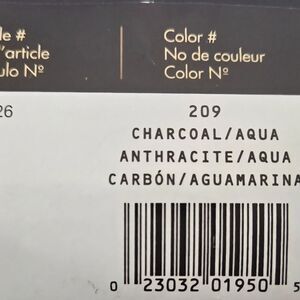 le # Color #
l'article No de couleur
ulo Nº Color Nº
26 209
CHARCOAL/AQUA
ANTHRACITE/AQUA
CARBÓN/AGUAMARINA
0 23032 01950 5